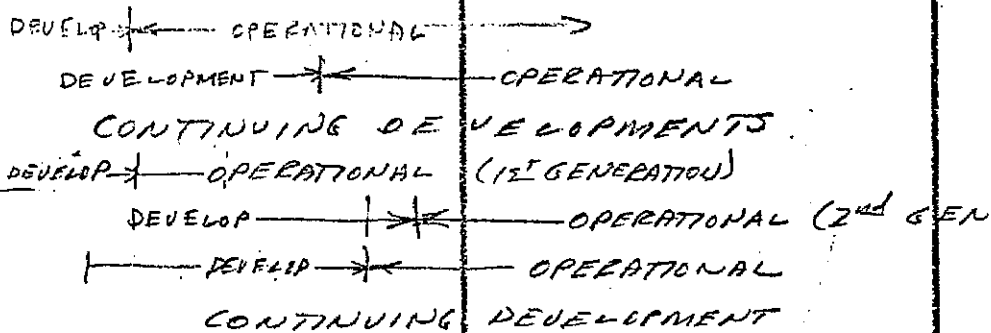 DEVELOP OPERATIONAL
DEVELOPMENT OPERATIONAL
CONTINUING DEVELOPMENTS
DEVELOP OPERATIONAL (1ST GENERATION)
DEVELOP OPERATIONAL (2nd GEN
DEVELOP OPERATIONAL
CONTINUING DEVELOPMENT